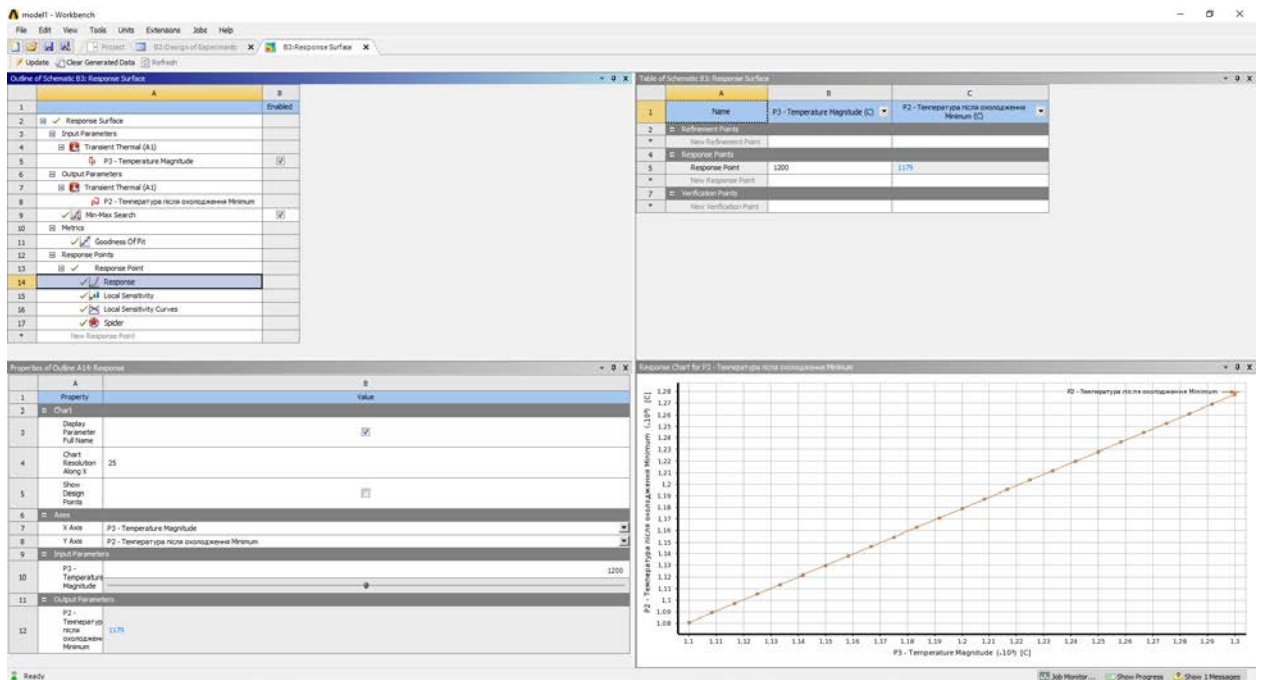 model1 - Workbench
File Edit View Tools Units Extensions Jobs Help
Project B2:Design of Experiments B3:Response Surface
Update Clear Generated Data Refresh
Outline of Schematic B3: Response Surface
A B
1 Enabled
2 Response Surface
3 Input Parameters
4 Transient Thermal (A1)
5 P3 - Temperature Magnitude
6 Output Parameters
7 Transient Thermal (A1)
8 P2 - Температура після охолодження Minimum
9 Min-Max Search
10 Metrics
11 Goodness Of Fit
12 Response Points
13 Response Point
14 Response
15 Local Sensitivity
16 Local Sensitivity Curves
17 Spider
* New Response Point
Table of Schematic B3: Response Surface
A B C
1 Name P3 - Temperature Magnitude (C) P2 - Температура після охолодження Minimum (C)
2 Refinement Points
* New Refinement Point
4 Response Points
5 Response Point 1200 1179
* New Response Point
7 Verification Points
* New Verification Point
Properties of Outline A14: Response
A B
1 Property Value
2 Chart
3 Display Parameter Full Name
4 Chart Resolution Along X 25
5 Show Design Points
6 Axes
7 X Axis P3 - Temperature Magnitude
8 Y Axis P2 - Температура після охолодження Minimum
9 Input Parameters
10 P3 - Temperature Magnitude 1200
11 Output Parameters
12 P2 - Температур після охолоджен Minimum 1179
Response Chart for P2 - Температура після охолодження Minimum
P2 - Температура після охолодження Minimum
P2 - Температура після охолодження Minimum (.10³) [C]
1,28
1,27
1,26
1,25
1,24
1,23
1,22
1,21
1,2
1,19
1,18
1,17
1,16
1,15
1,14
1,13
1,12
1,11
1,1
1,09
1,08
1,1 1,11 1,12 1,13 1,14 1,15 1,16 1,17 1,18 1,19 1,2 1,21 1,22 1,23 1,24 1,25 1,26 1,27 1,28 1,29 1,3
P3 - Temperature Magnitude (.10³) [C]
Ready
Job Monitor... Show Progress Show 1 Messages